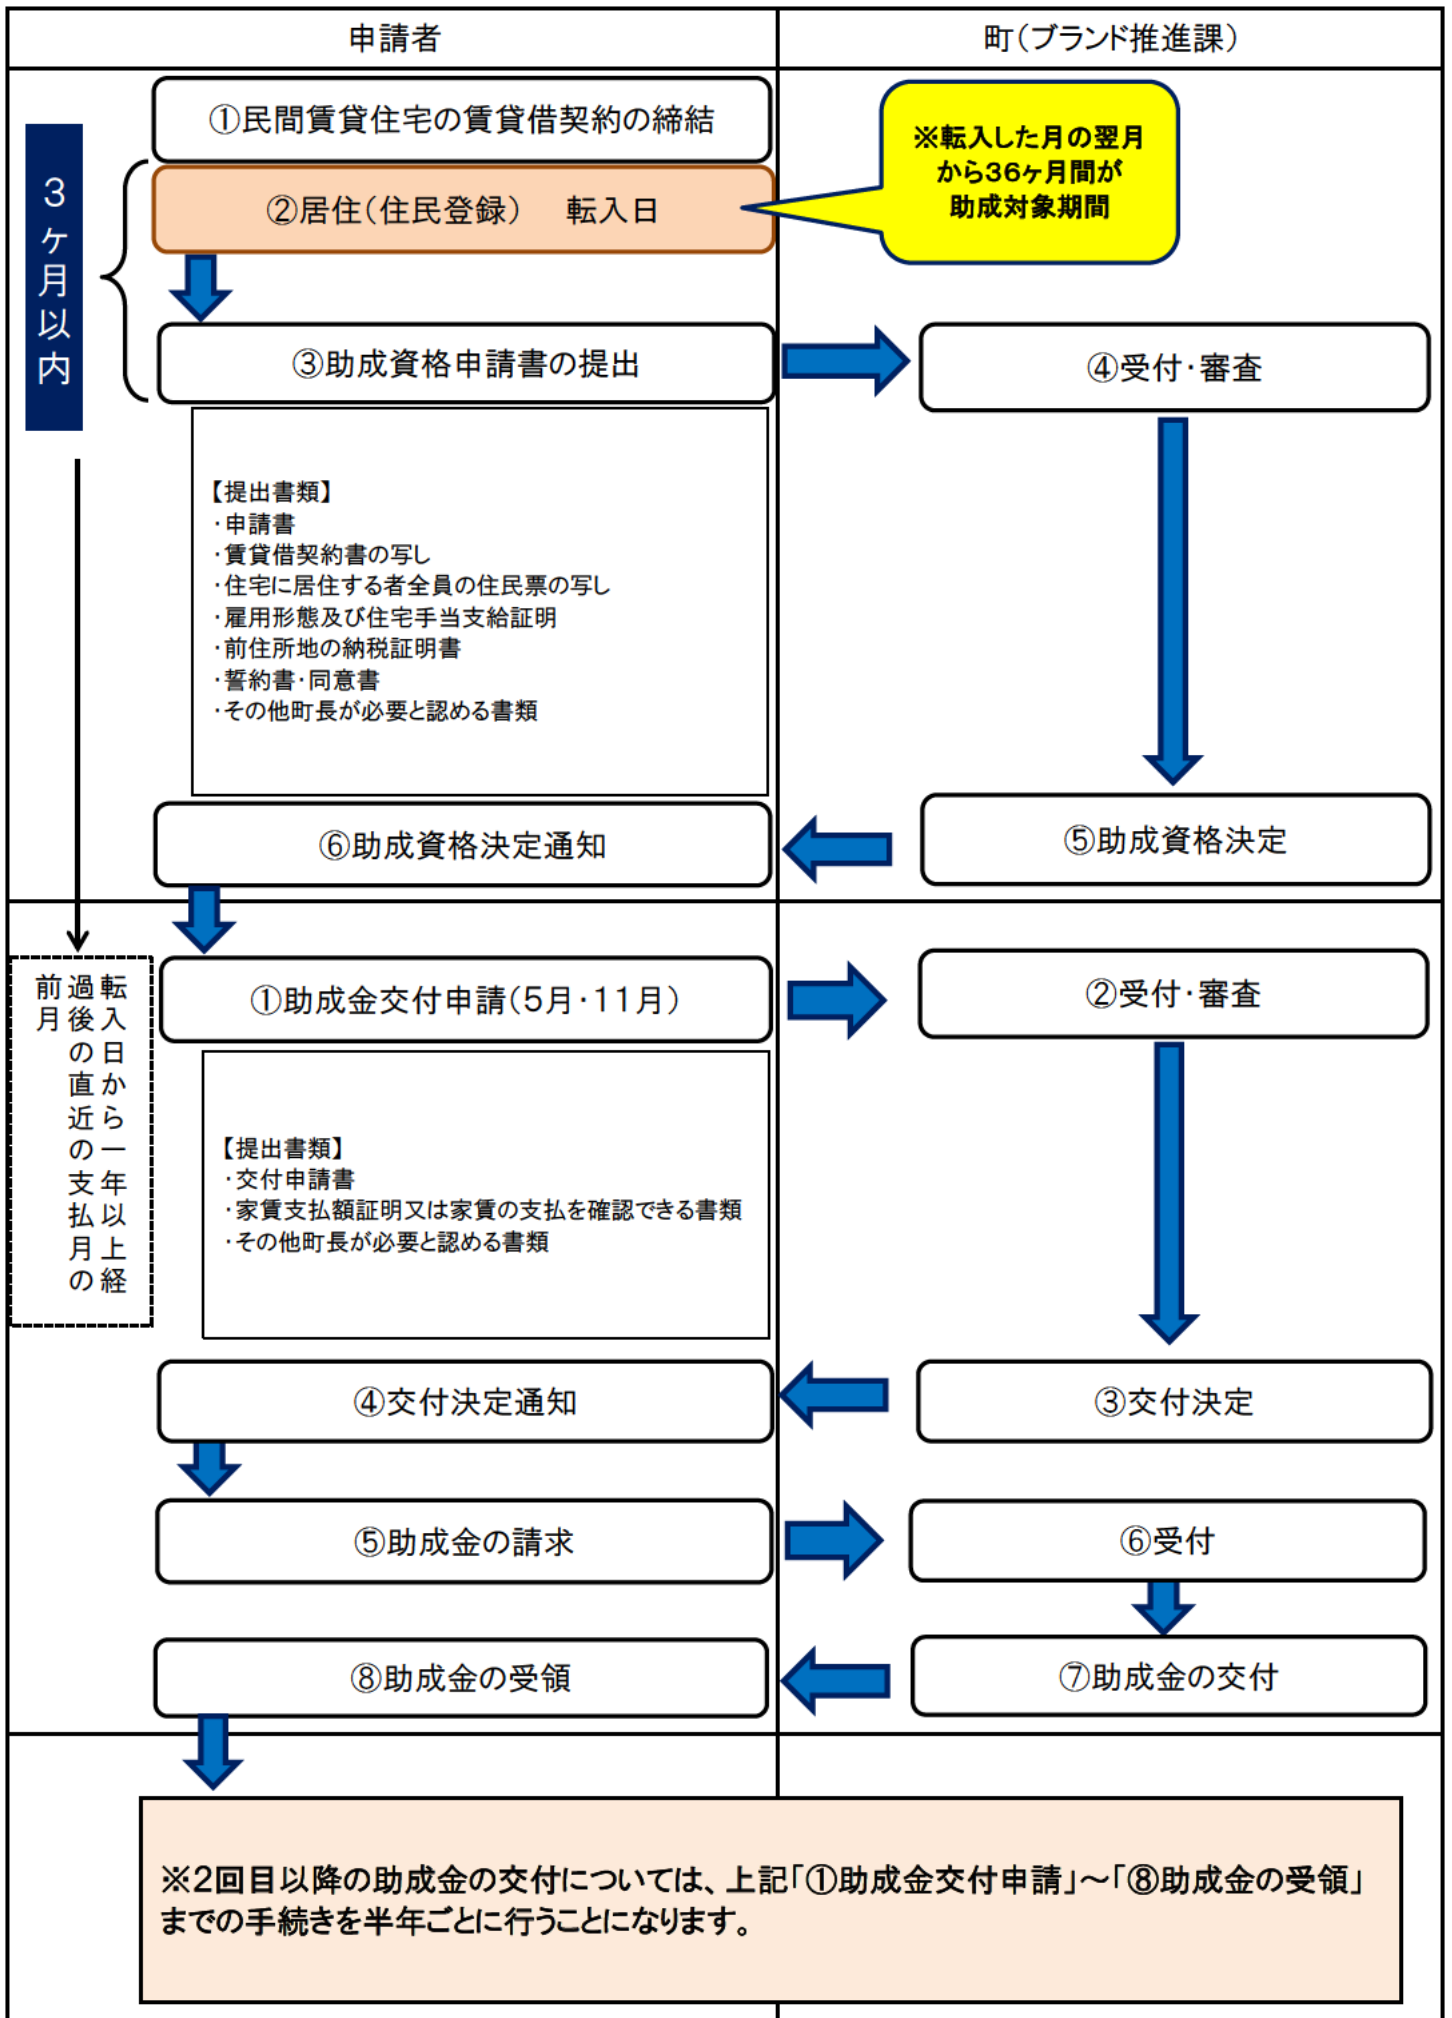 申請者
町(ブランド推進課)
①民間賃貸住宅の賃貸借契約の締結
※転入した月の翌月
から36ヶ月間が
助成対象期間
3ヶ月以内
②居住(住民登録)　転入日
③助成資格申請書の提出
④受付・審査
【提出書類】
・申請書
・賃貸借契約書の写し
・住宅に居住する者全員の住民票の写し
・雇用形態及び住宅手当支給証明
・前住所地の納税証明書
・誓約書・同意書
・その他町長が必要と認める書類
⑥助成資格決定通知
⑤助成資格決定
転入日から一年以上経
過後の直近の支払月の
前月
①助成金交付申請(5月・11月)
②受付・審査
【提出書類】
・交付申請書
・家賃支払額証明又は家賃の支払を確認できる書類
・その他町長が必要と認める書類
④交付決定通知
③交付決定
⑤助成金の請求
⑥受付
⑧助成金の受領
⑦助成金の交付
※2回目以降の助成金の交付については、上記「①助成金交付申請」～「⑧助成金の受領」
までの手続きを半年ごとに行うことになります。